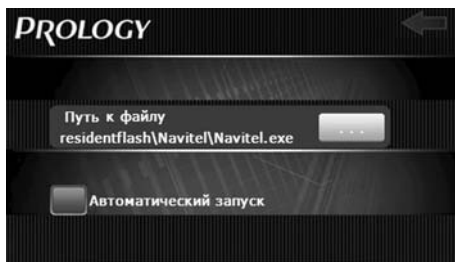 PROLOGY
Путь к файлу
residentflash\Navitel\Navitel.exe
...
Автоматический запуск